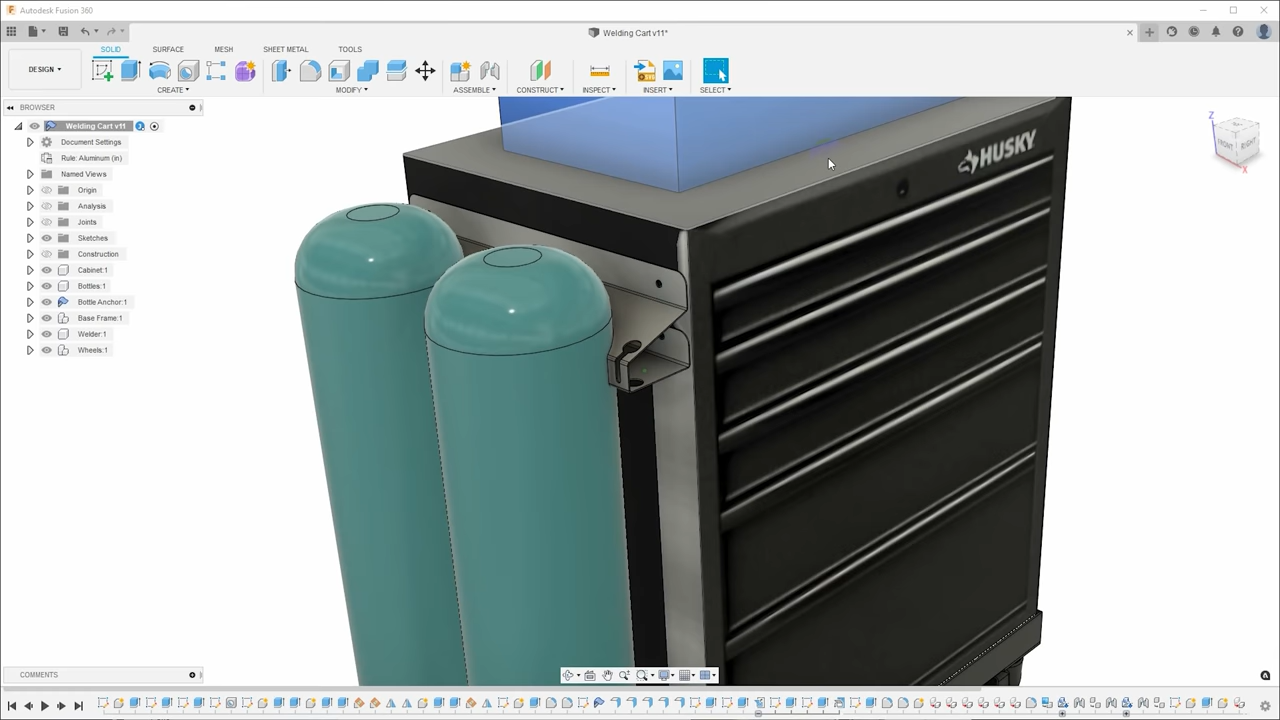 Autodesk Fusion 360
Welding Cart v11*
DESIGN
SOLID
SURFACE
MESH
SHEET METAL
TOOLS
CREATE
MODIFY
ASSEMBLE
CONSTRUCT
INSPECT
INSERT
SELECT
BROWSER
Welding Cart v11
Document Settings
Rule: Aluminum (in)
Named Views
Origin
Analysis
Joints
Sketches
Construction
Cabinet:1
Bottles:1
Bottle Anchor:1
Base Frame:1
Welder:1
Wheels:1
HUSKY
Z
FRONT
RIGHT
X
COMMENTS